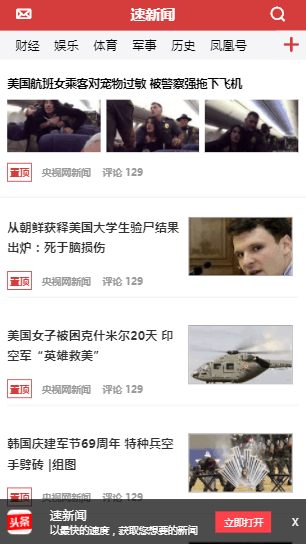 速新闻
财经 娱乐 体育 军事 历史 凤凰号
美国航班女乘客对宠物过敏 被警察强拖下飞机
置顶 央视网新闻 评论 129
从朝鲜获释美国大学生验尸结果
出炉：死于脑损伤
置顶 央视网新闻 评论 129
美国女子被困克什米尔20天 印
空军“英雄救美”
置顶 央视网新闻 评论 129
韩国庆建军节69周年 特种兵空
手劈砖 |组图
置顶 央视网新闻 评论 129
头条
速新闻
以最快的速度，获取您想要的新闻
立即打开
X